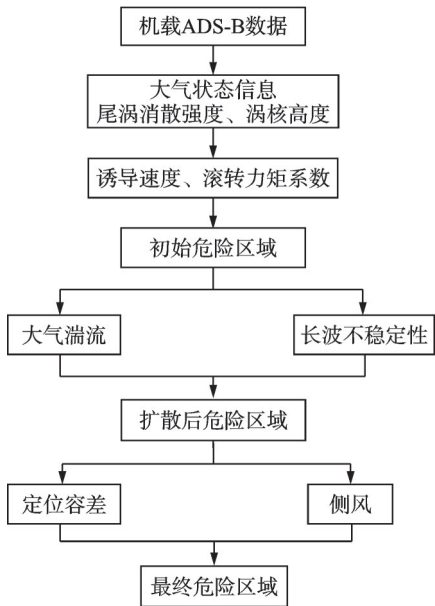 机载ADS-B数据
大气状态信息
尾涡消散强度、涡核高度
诱导速度、滚转力矩系数
初始危险区域
大气湍流
长波不稳定性
扩散后危险区域
定位容差
侧风
最终危险区域